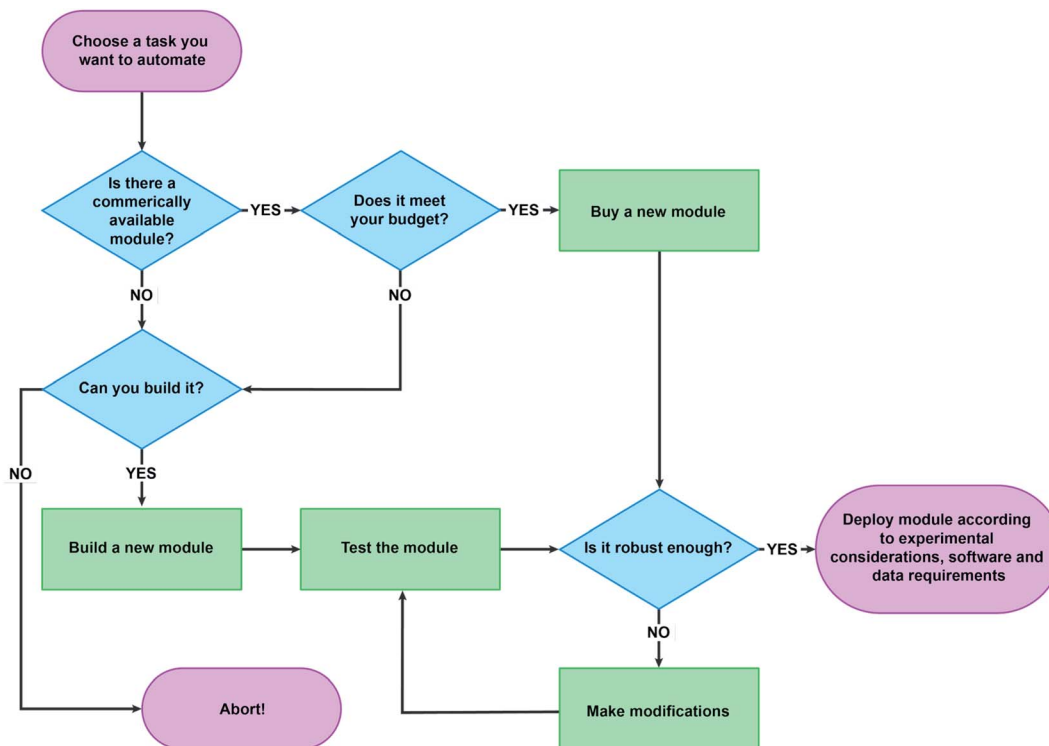 Choose a task you
want to automate
Is there a
commerically
available
module?
YES
Does it meet
your budget?
YES
Buy a new module
NO
NO
Can you build it?
NO
YES
Build a new module
Test the module
Is it robust enough?
YES
Deploy module according
to experimental
considerations, software and
data requirements
NO
Abort!
Make modifications